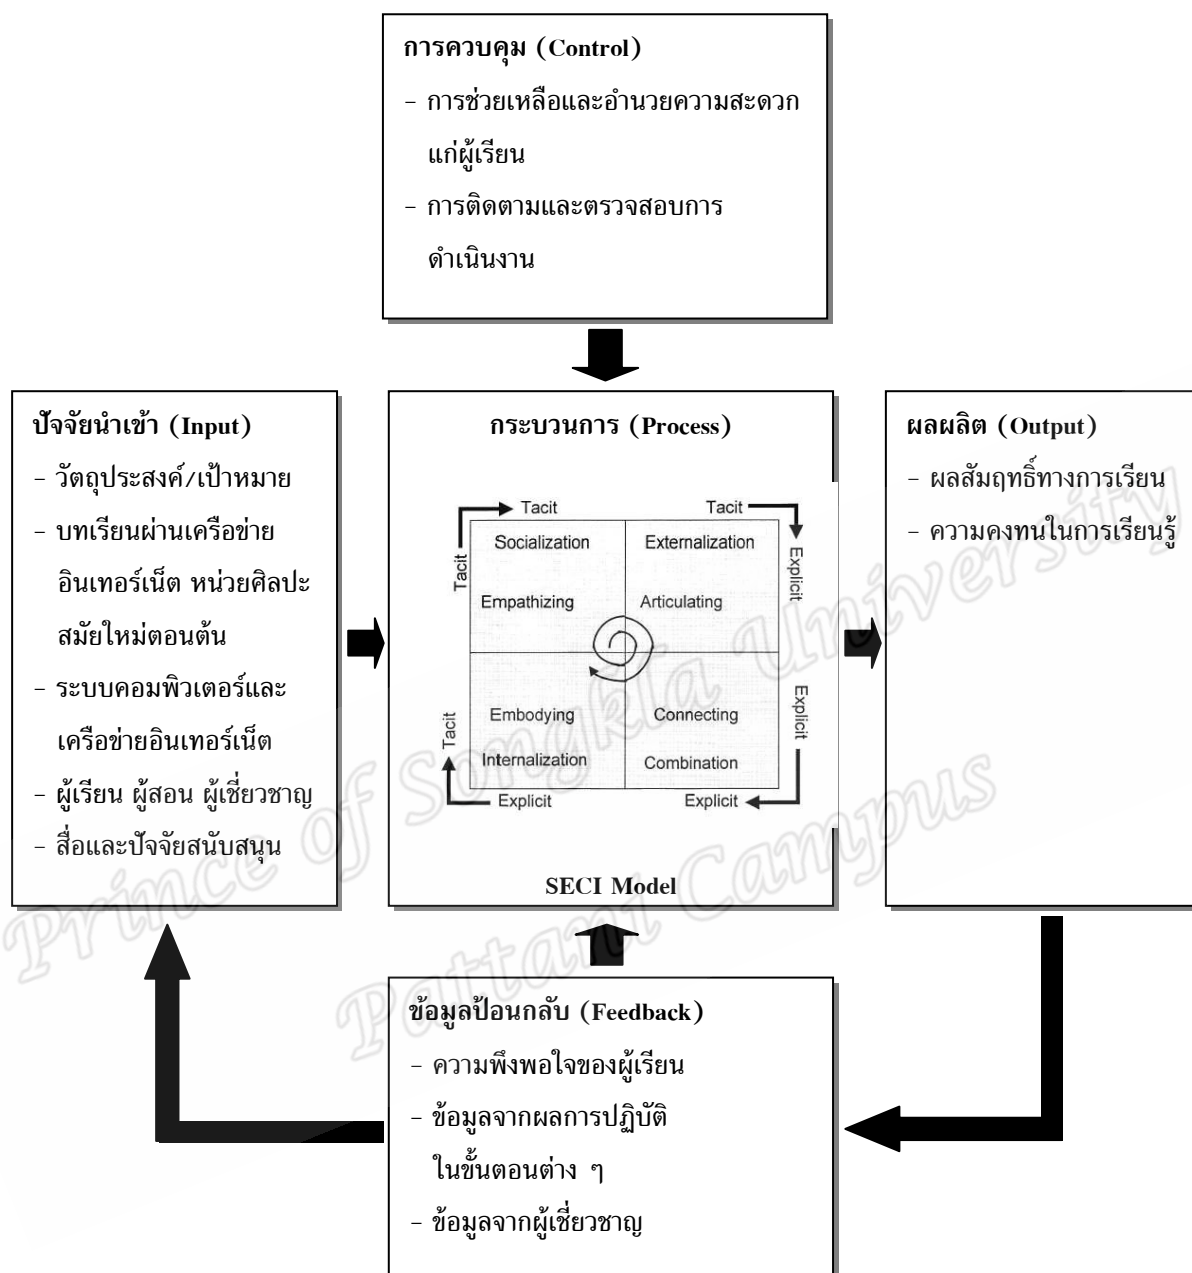 การควบคุม (Control)
- การช่วยเหลือและอำนวยความสะดวก
แก่ผู้เรียน
- การติดตามและตรวจสอบการ
ดำเนินงาน
ปัจจัยนำเข้า (Input)
- วัตถุประสงค์/เป้าหมาย
- บทเรียนผ่านเครือข่าย
อินเทอร์เน็ต หน่วยศิลปะ
สมัยใหม่ตอนต้น
- ระบบคอมพิวเตอร์และ
เครือข่ายอินเทอร์เน็ต
- ผู้เรียน ผู้สอน ผู้เชี่ยวชาญ
- สื่อและปัจจัยสนับสนุน
กระบวนการ (Process)
Tacit
Tacit
Tacit
Socialization
Externalization
Explicit
Empathizing
Articulating
Tacit
Embodying
Connecting
Explicit
Internalization
Combination
Explicit
Explicit
SECI Model
ผลผลิต (Output)
- ผลสัมฤทธิ์ทางการเรียน
- ความคงทนในการเรียนรู้
ข้อมูลป้อนกลับ (Feedback)
- ความพึงพอใจของผู้เรียน
- ข้อมูลจากผลการปฏิบัติ
ในขั้นตอนต่าง ๆ
- ข้อมูลจากผู้เชี่ยวชาญ
Prince of Songkla University
Pattani Campus